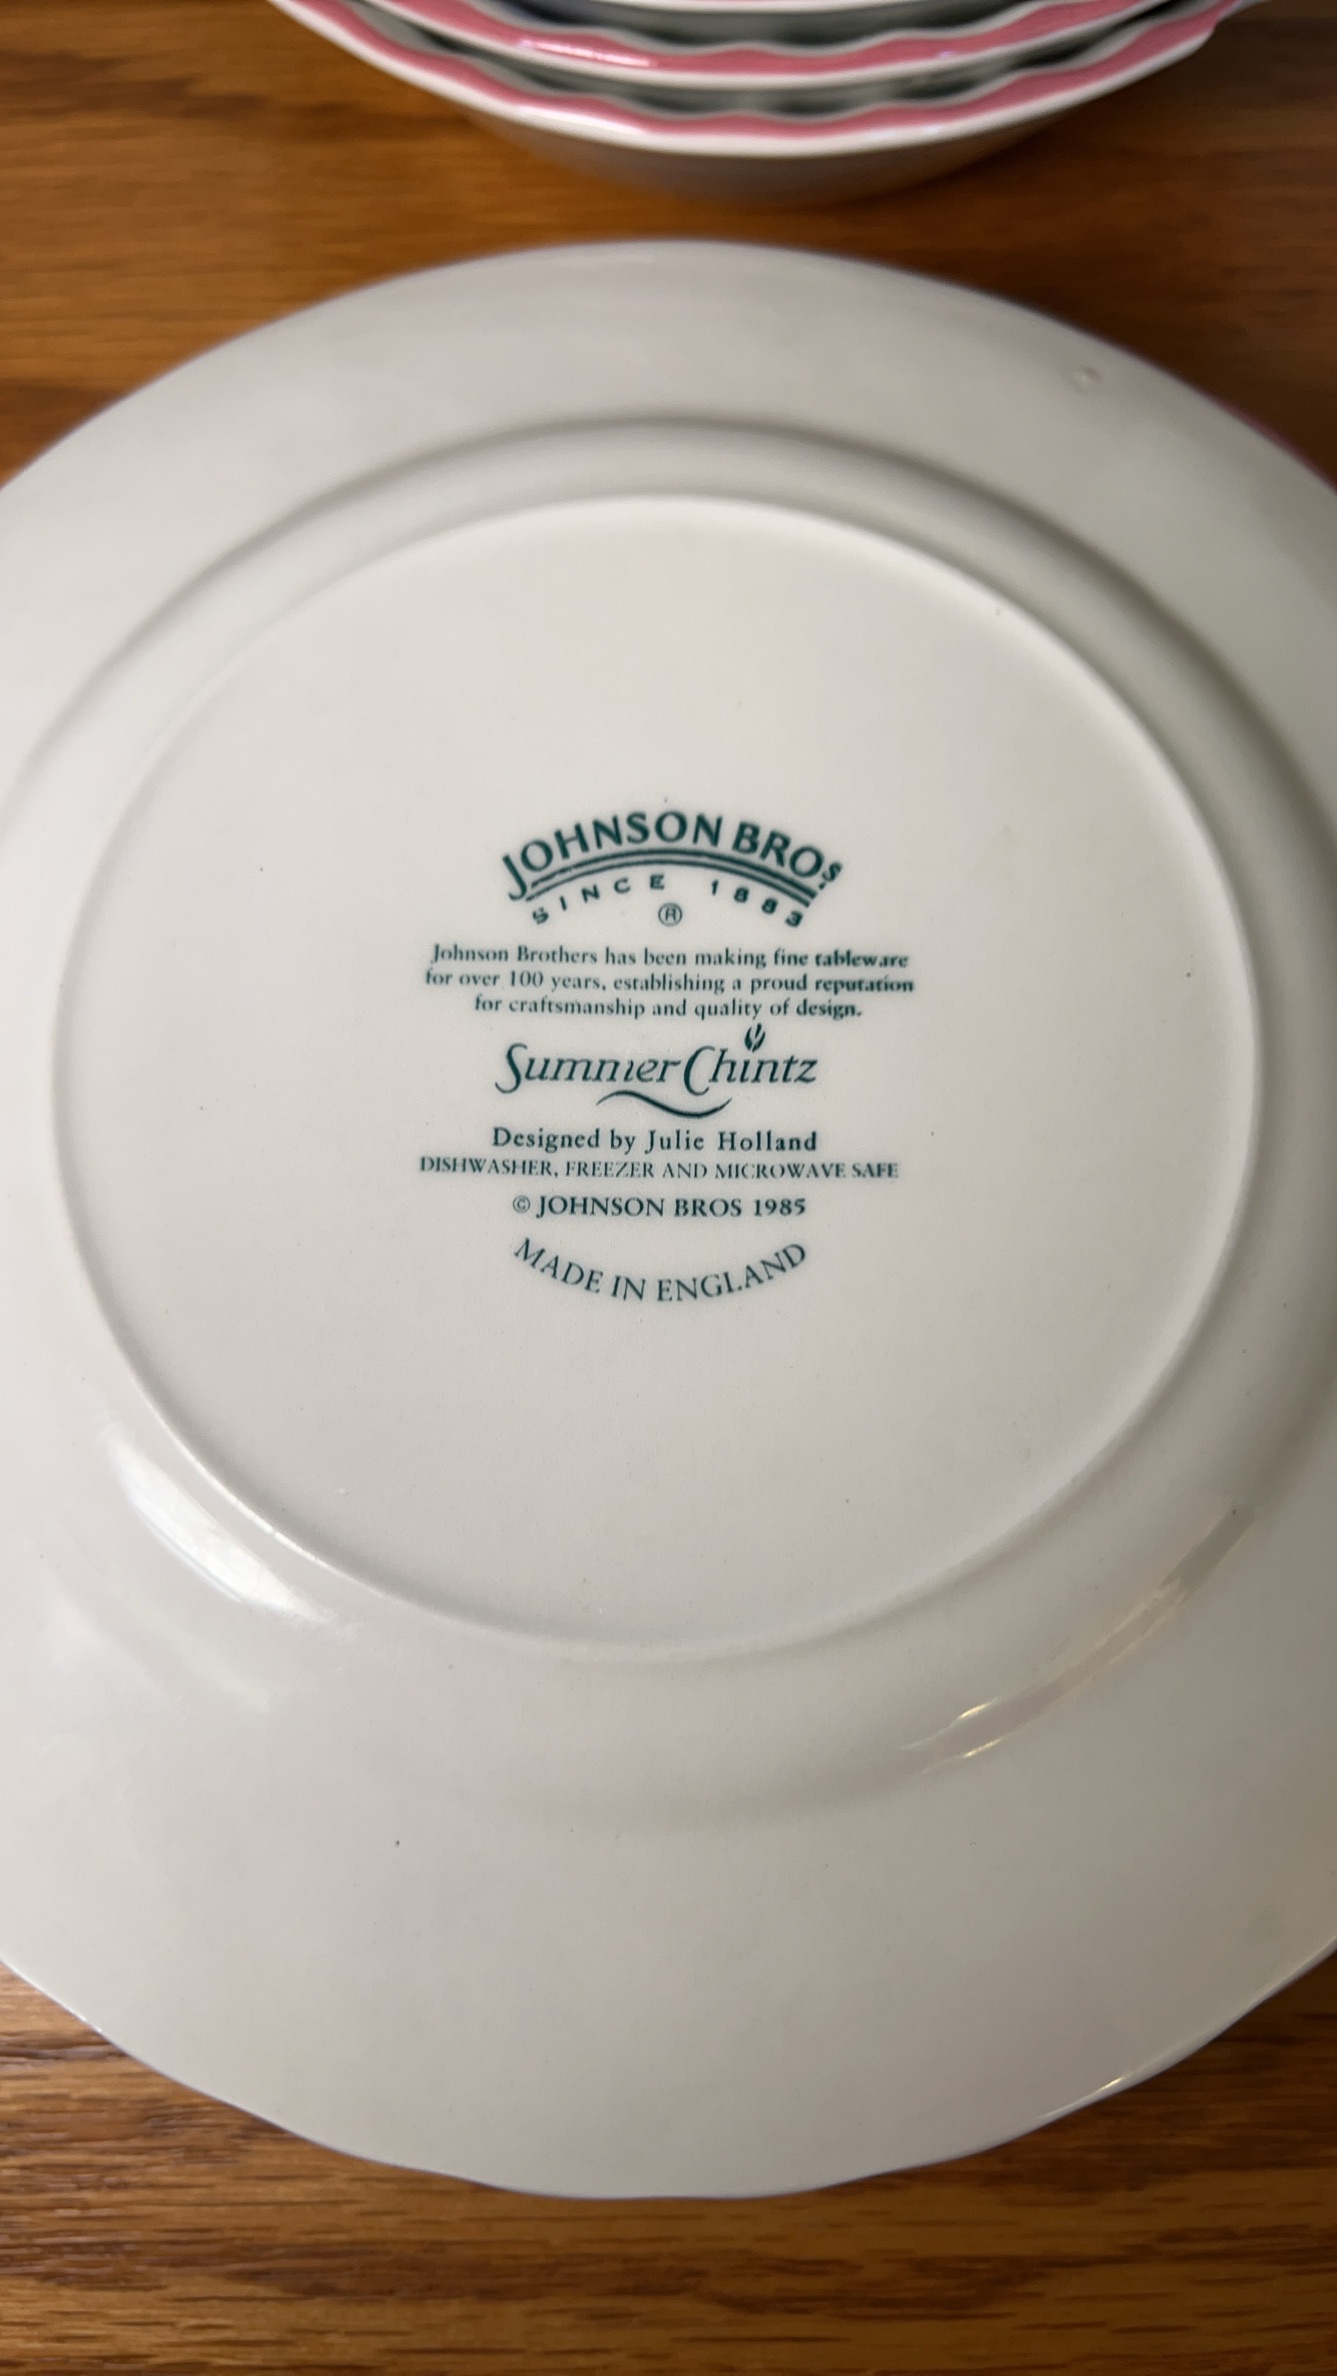 JOHNSON BROS
SINCE 1883
®
Johnson Brothers has been making fine tableware
for over 100 years, establishing a proud reputation
for craftsmanship and quality of design.
Summer Chintz
Designed by Julie Holland
DISHWASHER, FREEZER AND MICROWAVE SAFE
© JOHNSON BROS 1985
MADE IN ENGLAND